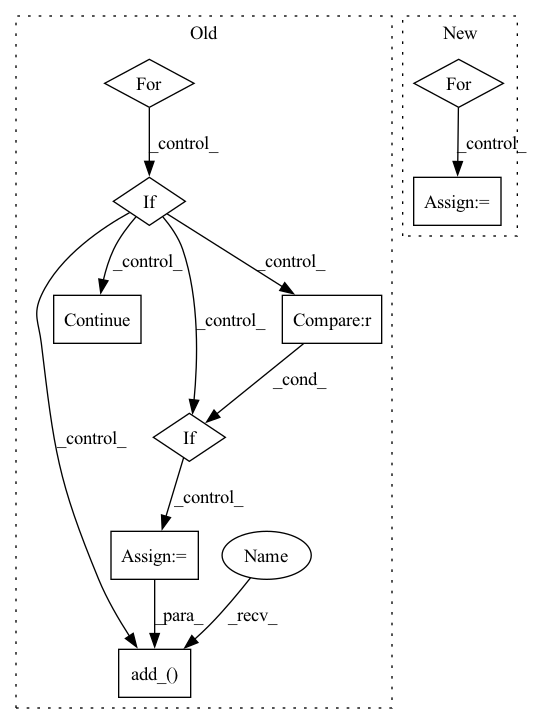 Old
New
For
For
_control_
_control_
If
Assign:=
_control_
_control_
_control_
Continue
Compare:r
_cond_
_control_
If
_control_
Assign:=
Name
_para_
_recv_
add_()